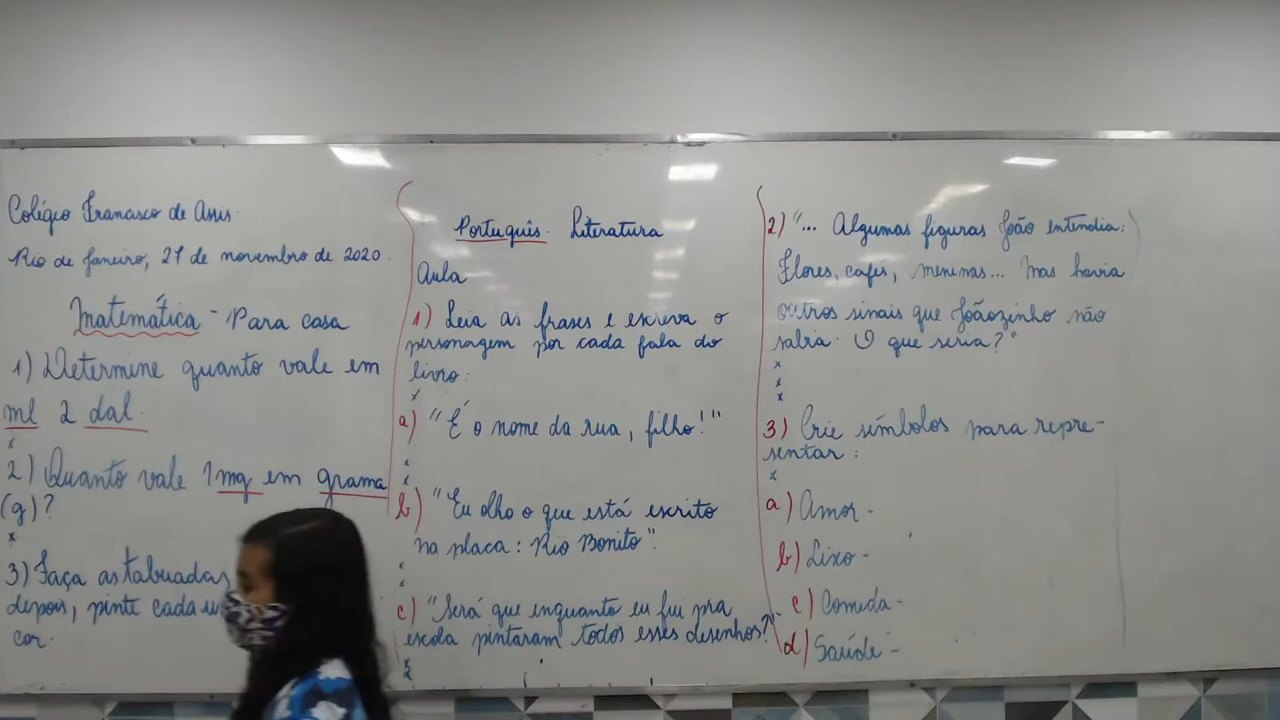 Colégio Francisco de Assis.
Rio de Janeiro, 27 de novembro de 2020.
Matemática - Para casa
1) Determine quanto vale em
ml 2 dal.
x
2) Quanto vale 1mg em grama
(g)?
x
3) Faça as tabuadas
depois, pinte cada
cor.
Português. Literatura
Aula
1) Leia as frases e escreva o
personagem por cada fala do
livro:
x
a) "É o nome da rua, filho!"
x
x
b) "Eu olho o que está escrito
na placa: Rio Bonito".
x
x
c) "Será que enquanto eu fui pra
escola pintaram todos esses desenhos?"
x
2
2) "... Algumas figuras João entendia:
Flores, cafés, meninas... Mas havia
outros sinais que Joãozinho não
sabia. O que seria?"
x
x
x
3) Crie símbolos para repre-
sentar:
x
a) Amor -
b) Lixo -
c) Comida -
d) Saúde -